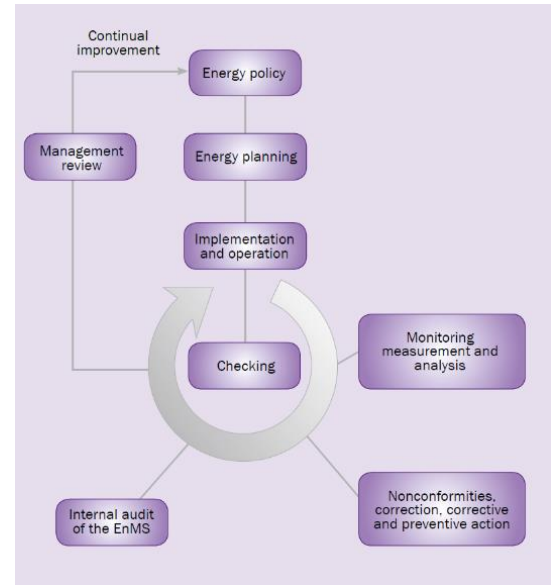 Continual
improvement
Energy policy
Management
review
Energy planning
Implementation
and operation
Checking
Monitoring
measurement and
analysis
Internal audit
of the EnMS
Nonconformities,
correction, corrective
and preventive action